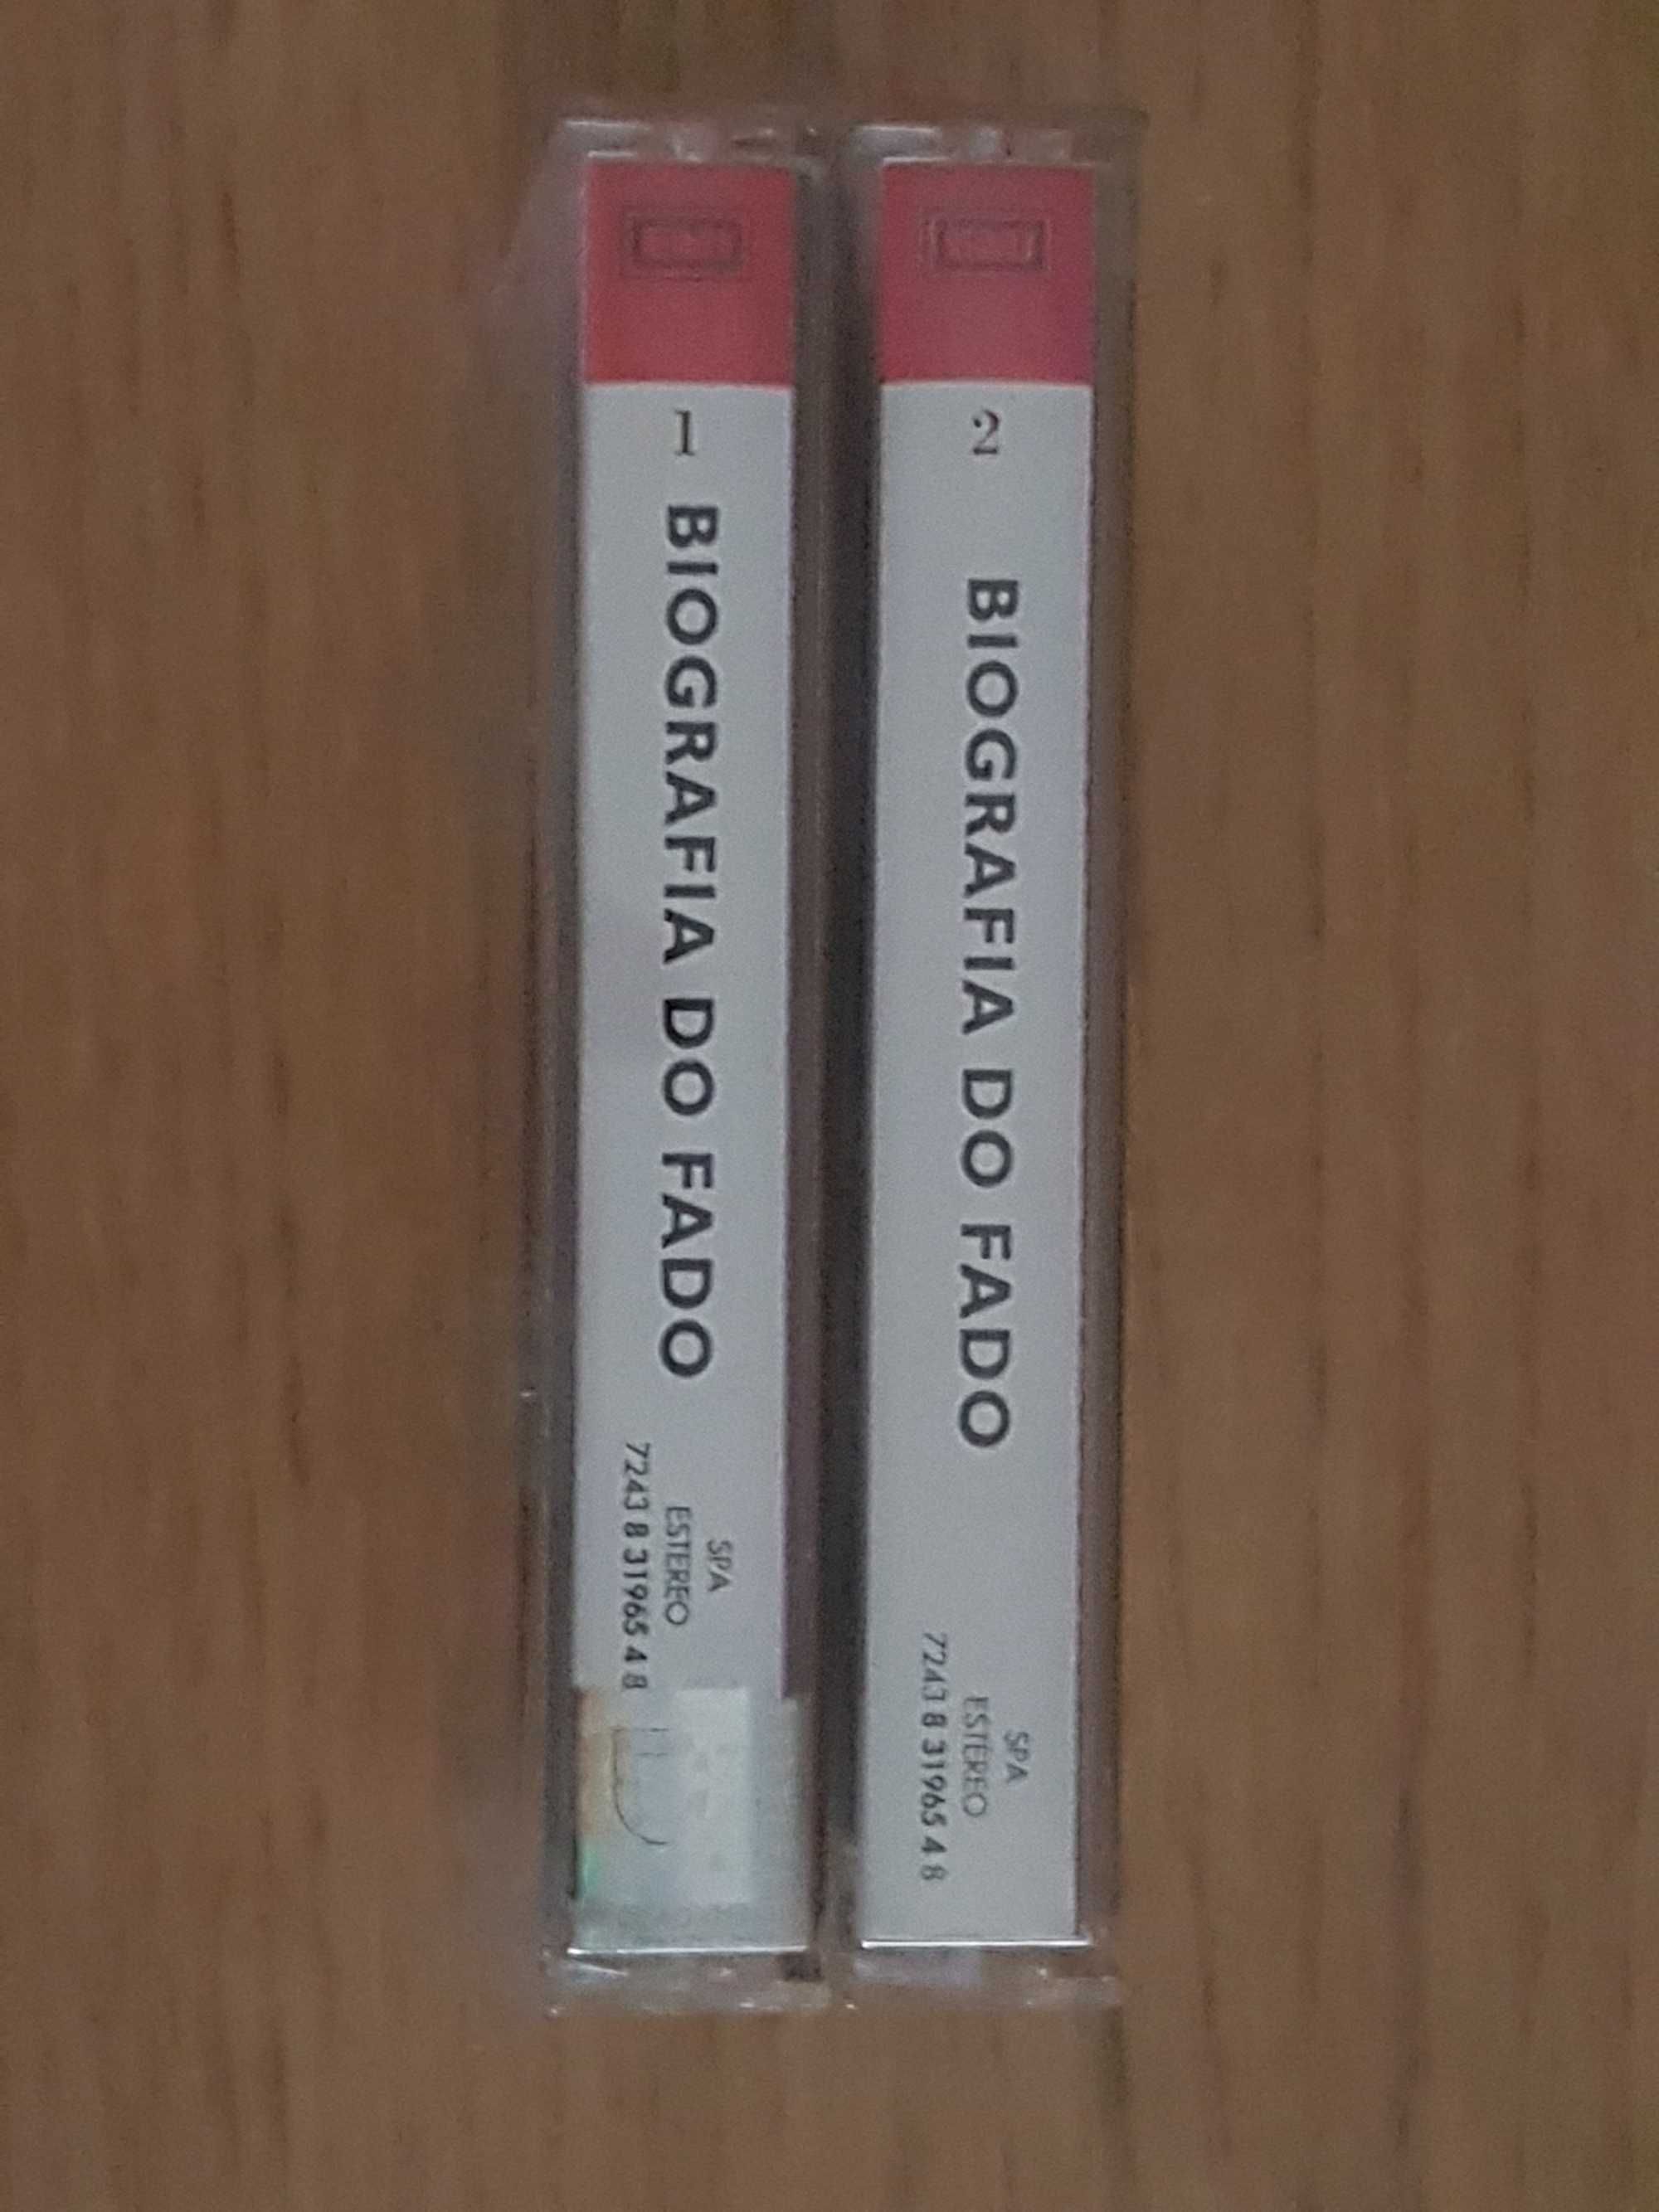 1 BIOGRAFIA DO FADO
SPA
ESTEREO
7243 8 31965 4 8
2 BIOGRAFIA DO FADO
SPA
ESTÉREO
7243 8 31965 4 8